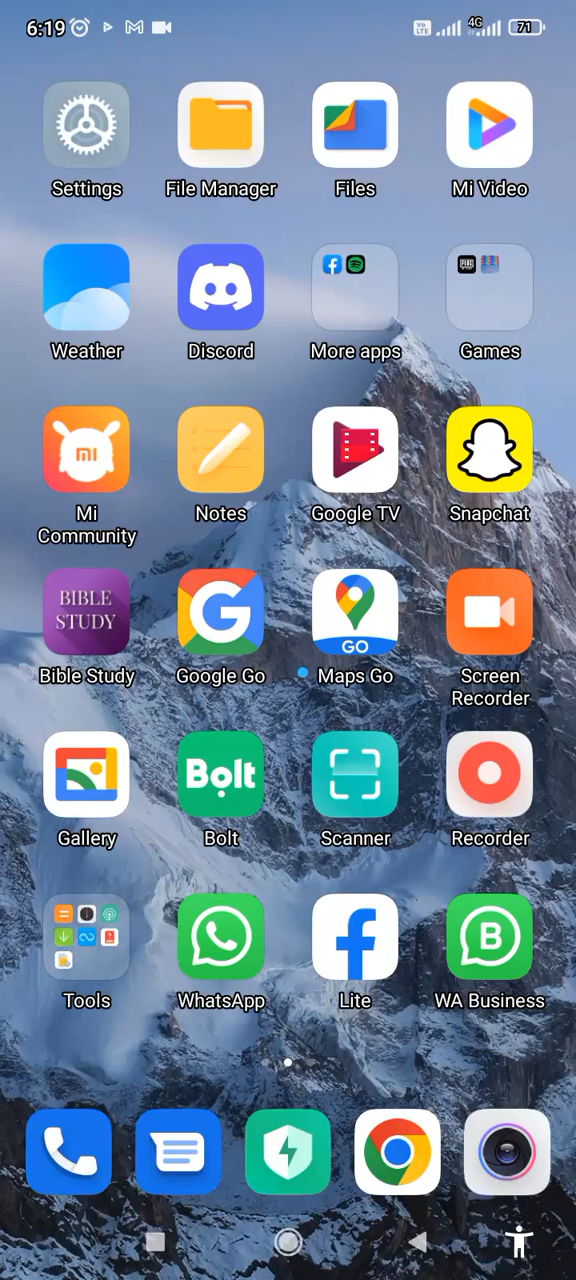 6:19
Vo LTE
4G
71
Settings
File Manager
Files
Mi Video
Weather
Discord
More apps
Games
Mi
Community
Notes
Google TV
Snapchat
BIBLE
STUDY
GO
Bible Study
Google Go
Maps Go
Screen
Recorder
Bolt
Gallery
Bolt
Scanner
Recorder
B
Tools
WhatsApp
Lite
WA Business